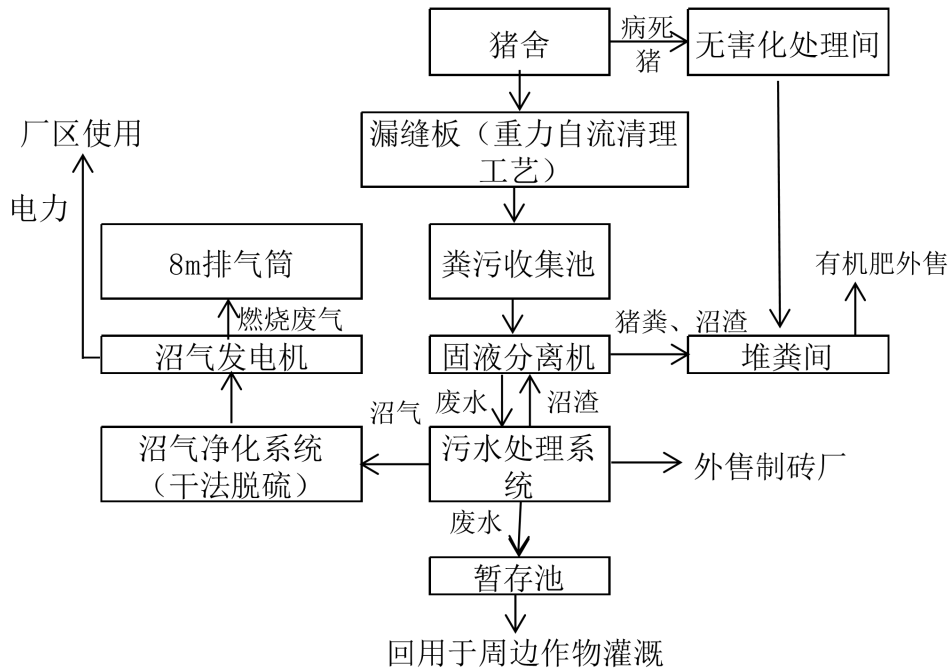 猪舍
病死
猪
无害化处理间
厂区使用
漏缝板（重力自流清理
工艺）
电力
8m排气筒
粪污收集池
有机肥外售
燃烧废气
猪粪、沼渣
沼气发电机
固液分离机
堆粪间
沼气
废水
沼渣
沼气净化系统
（干法脱硫）
污水处理系
统
外售制砖厂
废水
暂存池
回用于周边作物灌溉